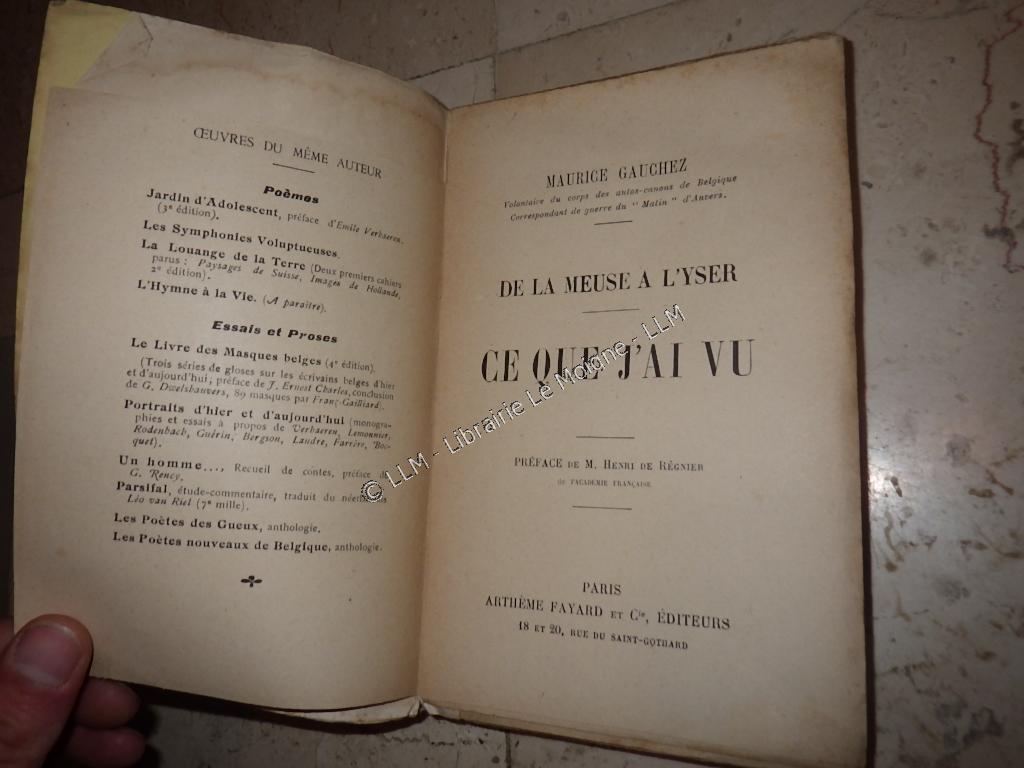 ŒUVRES DU MÊME AUTEUR
Poèmes
Jardin d'Adolescent, préface d'Emile Verhaeren.
(3e édition).
Les Symphonies Voluptueuses.
La Louange de la Terre (Deux premiers cahiers
parus : Paysages de Suisse, Images de Hollande,
2e édition).
L'Hymne à la Vie. (A paraître).
Essais et Proses
Le Livre des Masques belges (4e édition).
(Trois séries de gloses sur les écrivains belges d'hier
et d'aujourd'hui, préface de J. Ernest Charles, conclusion
de G. Dwelshauvers, 89 masques par Franç-Gailliard).
Portraits d'hier et d'aujourd'hui (monogra-
phies et essais à propos de Verhaeren, Lemonnier,
Rodenbach, Guérin, Bergson, Laudre, Farrère, Boc-
quet).
Un homme..., Recueil de contes, préface
G. Rency.
Parsifal, étude-commentaire, traduit du
Léo van Riel (7e mille).
Les Poètes des Gueux, anthologie.
Les Poètes nouveaux de Belgique, anthologie.
MAURICE GAUCHEZ
Volontaire du corps des autos-canons de Belgique
Correspondant de guerre du "Matin" d'Anvers.
DE LA MEUSE A L'YSER
CE QUE J'AI VU
PRÉFACE DE M. HENRI DE RÉGNIER
de l'ACADÉMIE FRANÇAISE
PARIS
ARTHÈME FAYARD ET Cie, ÉDITEURS
18 ET 20, RUE DU SAINT-GOTHARD
© LLM - Librairie Le Moigne - LLM